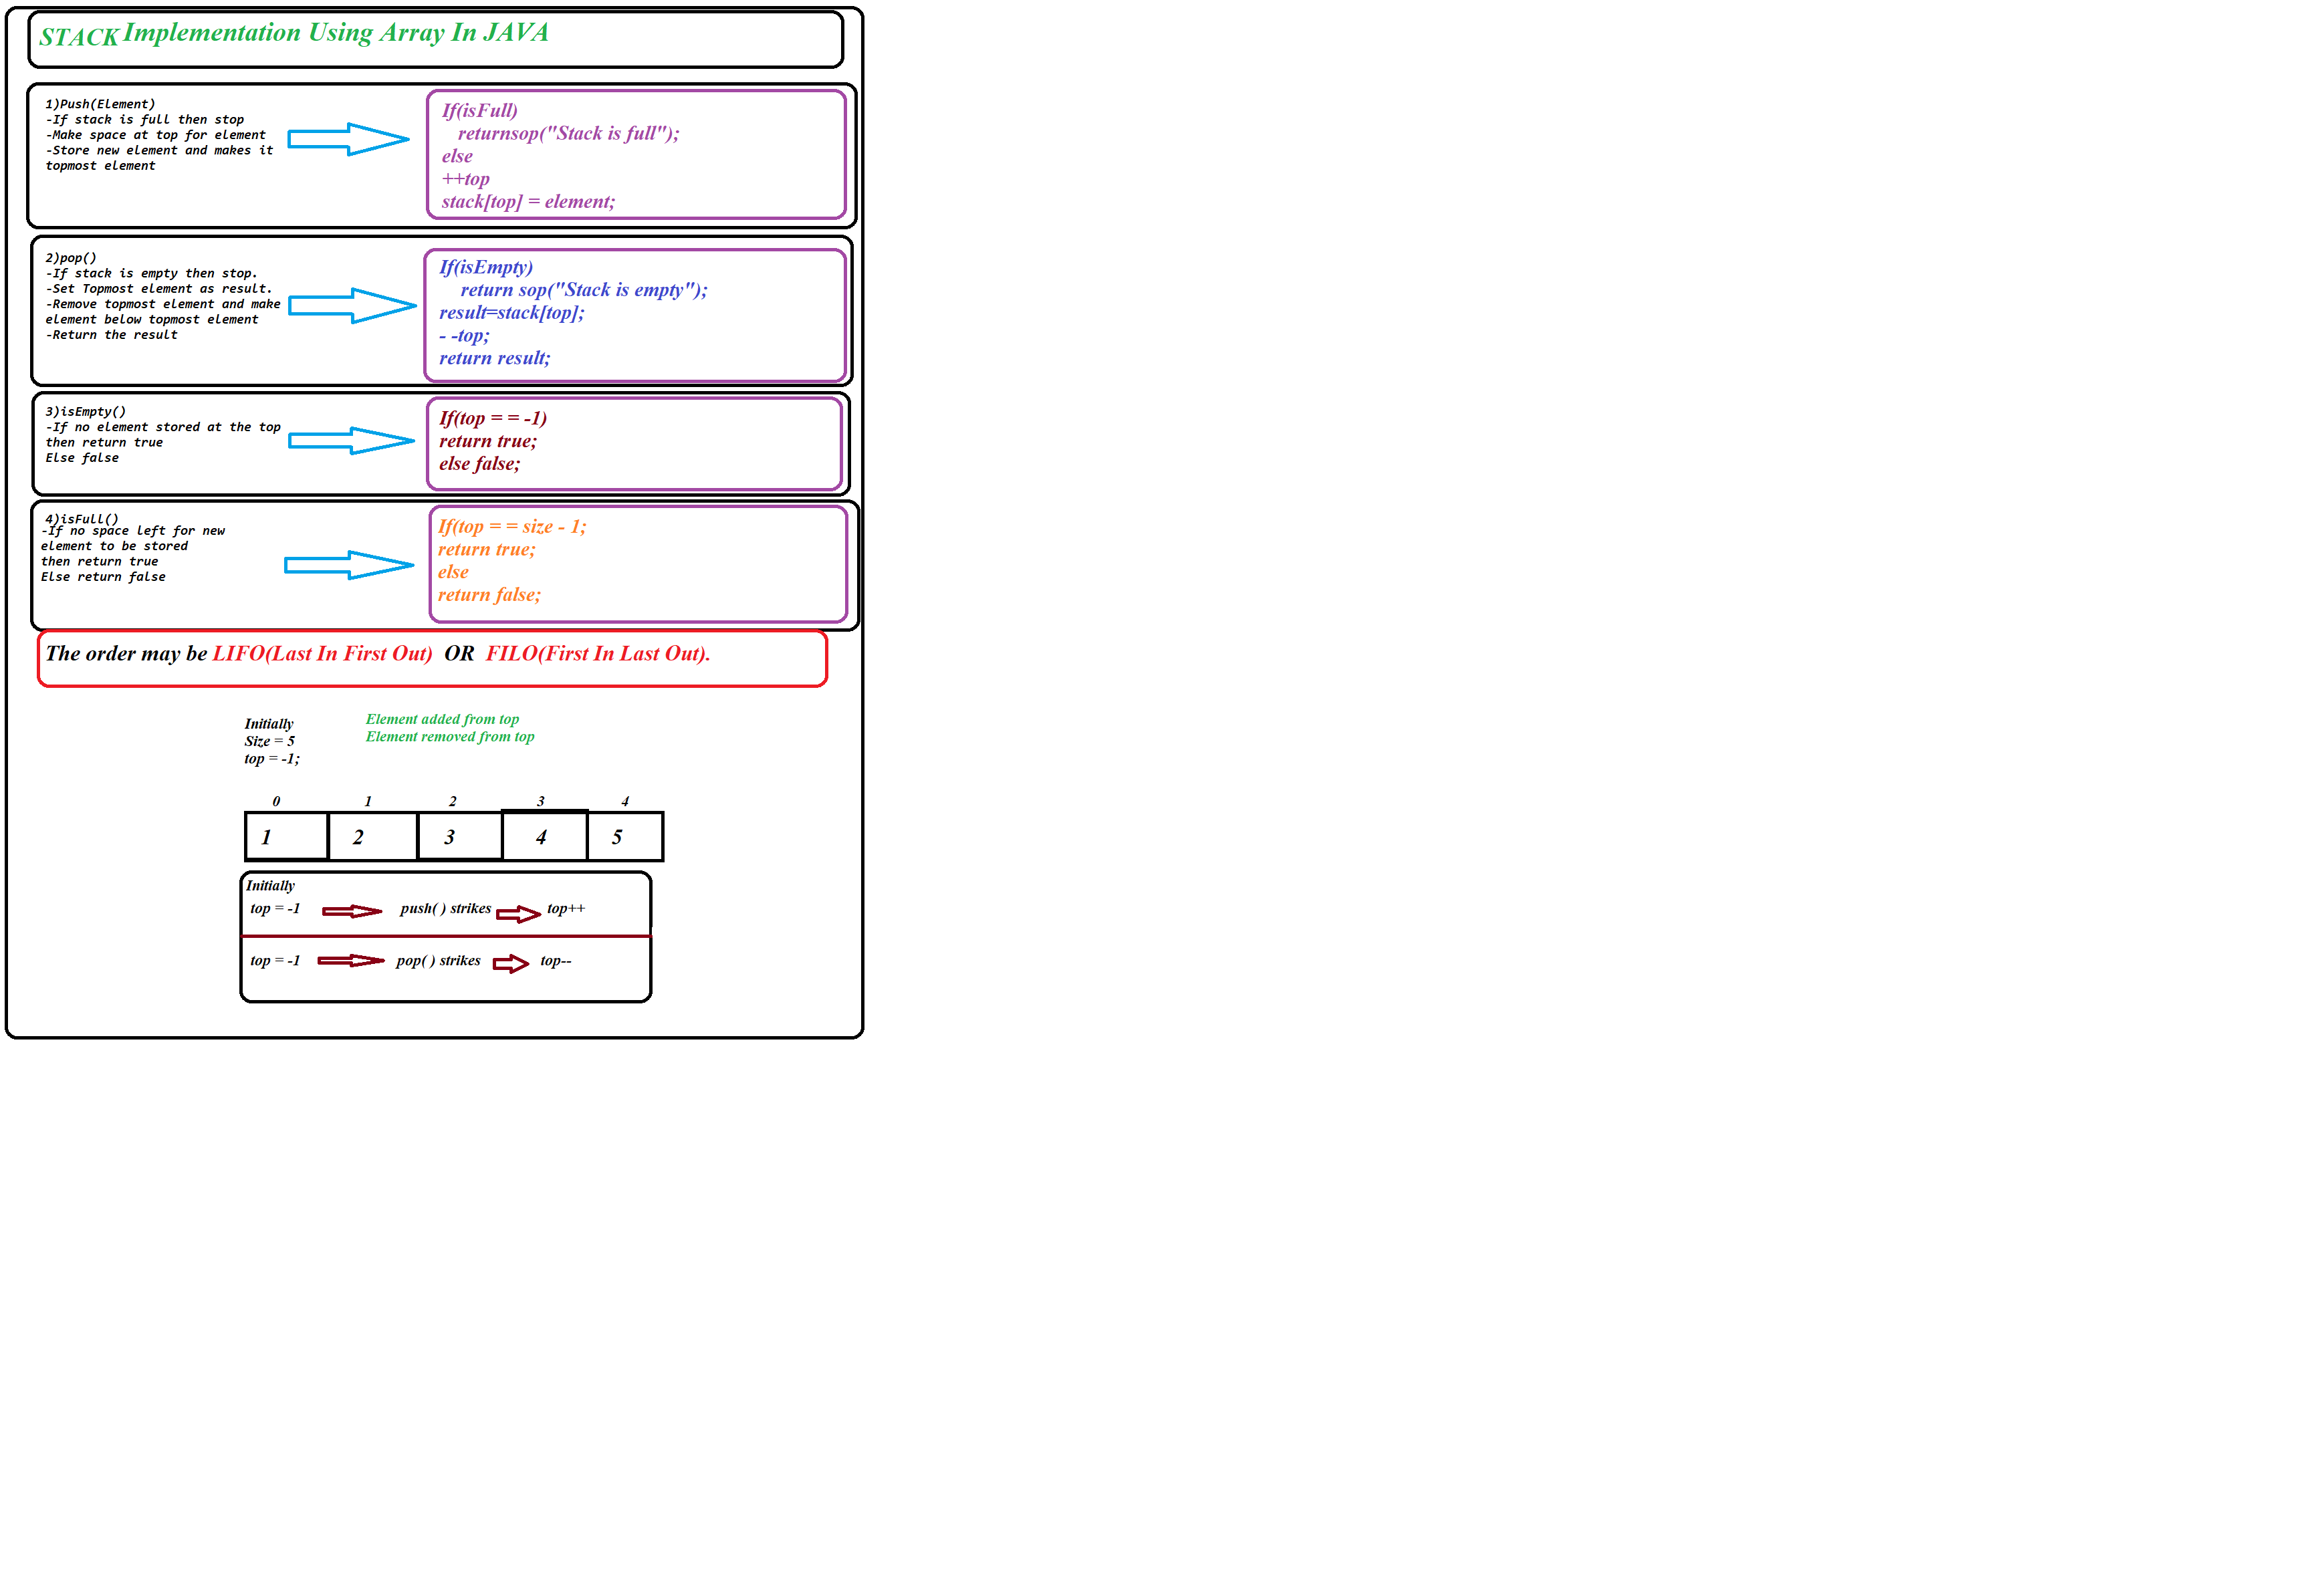 STACK Implementation Using Array In JAVA
1)Push(Element)
-If stack is full then stop
-Make space at top for element
-Store new element and makes it
topmost element
If(isFull)
returnsop("Stack is full");
else
++top
stack[top] = element;
2)pop()
-If stack is empty then stop.
-Set Topmost element as result.
-Remove topmost element and make
element below topmost element
-Return the result
If(isEmpty)
return sop("Stack is empty");
result=stack[top];
- -top;
return result;
3)isEmpty()
-If no element stored at the top
then return true
Else false
If(top = = -1)
return true;
else false;
4)isFull()
-If no space left for new
element to be stored
then return true
Else return false
If(top = = size - 1;
return true;
else
return false;
The order may be LIFO(Last In First Out) OR FILO(First In Last Out).
Initially
Size = 5
top = -1;
Element added from top
Element removed from top
0 1 2 3 4
1 2 3 4 5
Initially
top = -1 push( ) strikes top++
top = -1 pop( ) strikes top--